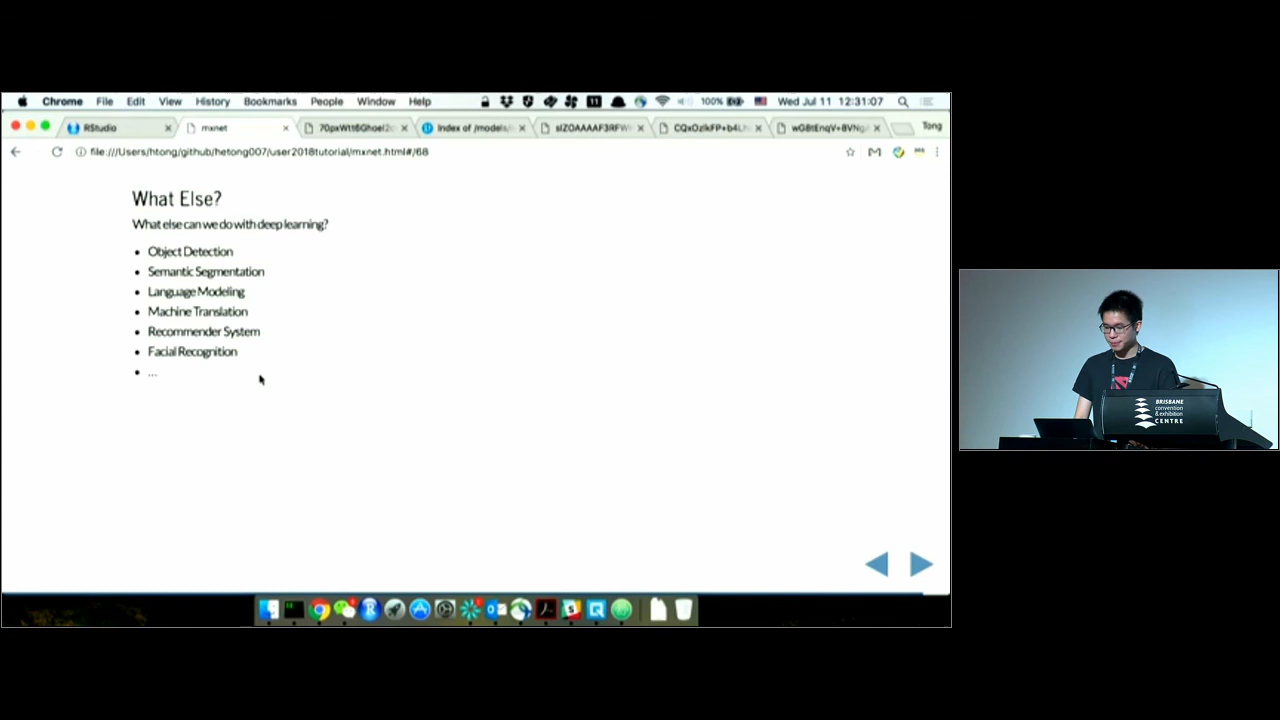 Chrome File Edit View History Bookmarks People Window Help 100% Wed Jul 11 12:31:07
RStudio mxnet Index of /models/ Tong
file:///Users/htong/github/hetong007/user2018tutorial/mxnet.html#/68
What Else?
What else can we do with deep learning?
• Object Detection
• Semantic Segmentation
• Language Modeling
• Machine Translation
• Recommender System
• Facial Recognition
• ...
BRISBANE
convention
& exhibition
CENTRE